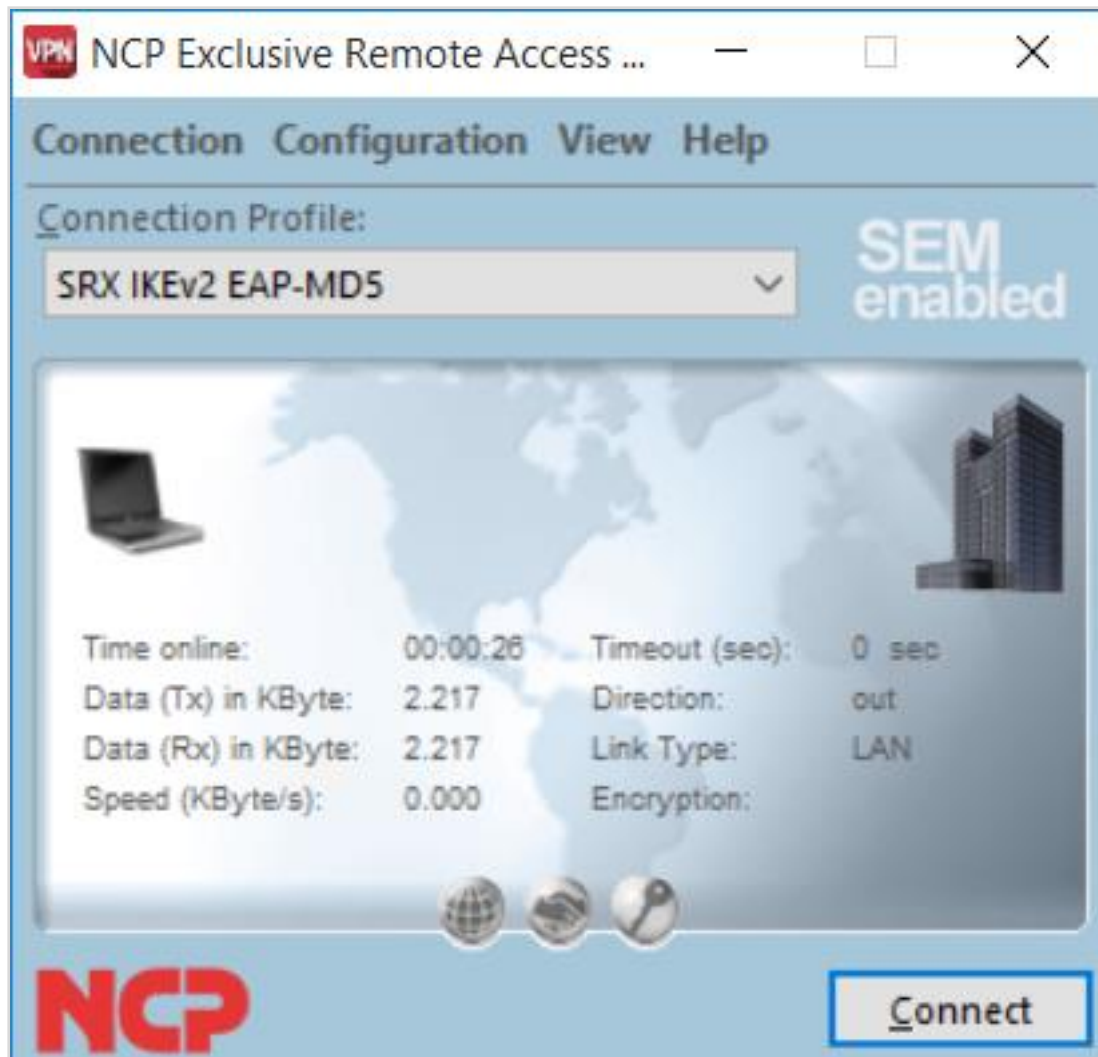 VPN NCP Exclusive Remote Access ...
Connection Configuration View Help
Connection Profile:
SRX IKEv2 EAP-MD5
SEM
enabled
Time online: 00:00:26 Timeout (sec): 0 sec
Data (Tx) in KByte: 2.217 Direction: out
Data (Rx) in KByte: 2.217 Link Type: LAN
Speed (KByte/s): 0.000 Encryption:
NCP
Connect